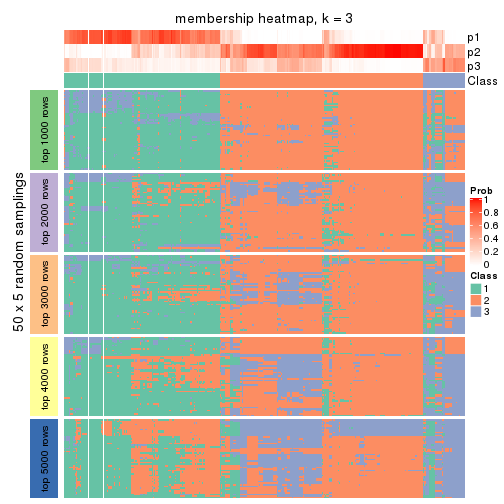 membership heatmap, k = 3
p1
p2
p3
Class
50 x 5 random samplings
top 1000 rows
top 2000 rows
top 3000 rows
top 4000 rows
top 5000 rows
Prob
1
0.8
0.6
0.4
0.2
0
Class
1
2
3